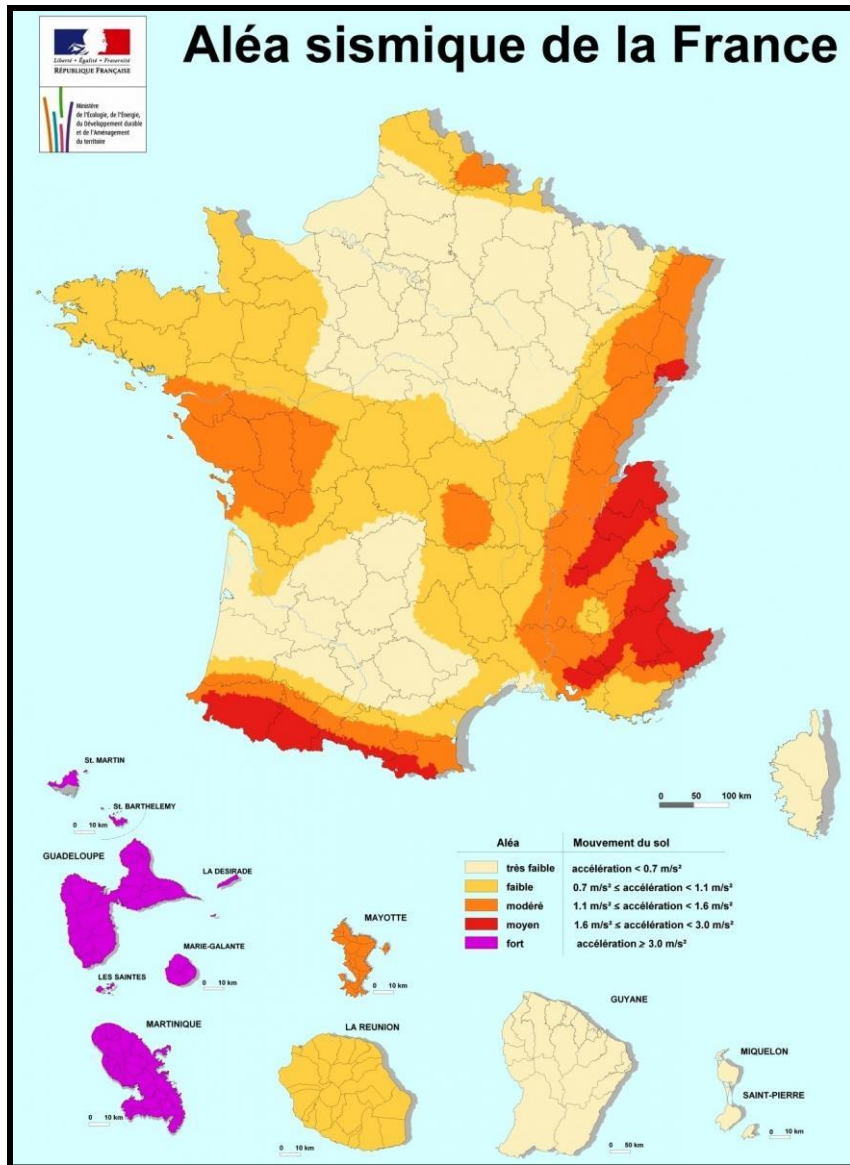 Aléa sismique de la France
Liberté • Égalité • Fraternité
RÉPUBLIQUE FRANÇAISE
Ministère
de l'Écologie, de l'Énergie,
du Développement durable
et de l'Aménagement
du territoire
0 50 100 km
St. MARTIN
St. BARTHELEMY
0 10 km
GUADELOUPE
LA DESIRADE
MARIE-GALANTE
0 10 km
LES SAINTES
0 10 km
MARTINIQUE
0 10 km
MAYOTTE
0 10 km
LA REUNION
0 10 km
Aléa Mouvement du sol
très faible accélération < 0.7 m/s²
faible 0.7 m/s² ≤ accélération < 1.1 m/s²
modéré 1.1 m/s² ≤ accélération < 1.6 m/s²
moyen 1.6 m/s² ≤ accélération < 3.0 m/s²
fort accélération ≥ 3.0 m/s²
GUYANE
0 50 km
MIQUELON
SAINT-PIERRE
0 10 km